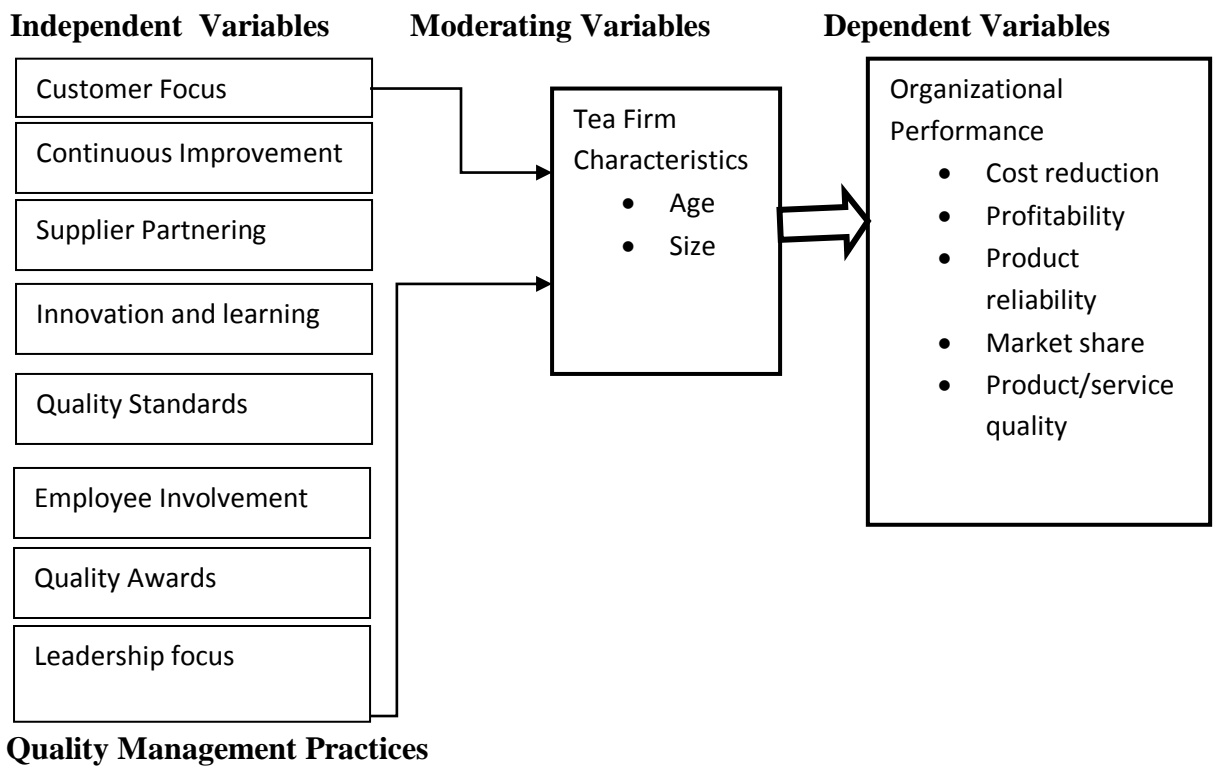 Independent Variables
Moderating Variables
Dependent Variables
Customer Focus
Continuous Improvement
Supplier Partnering
Innovation and learning
Quality Standards
Employee Involvement
Quality Awards
Leadership focus
Quality Management Practices
Tea Firm
Characteristics
• Age
• Size
Organizational
Performance
• Cost reduction
• Profitability
• Product
reliability
• Market share
• Product/service
quality